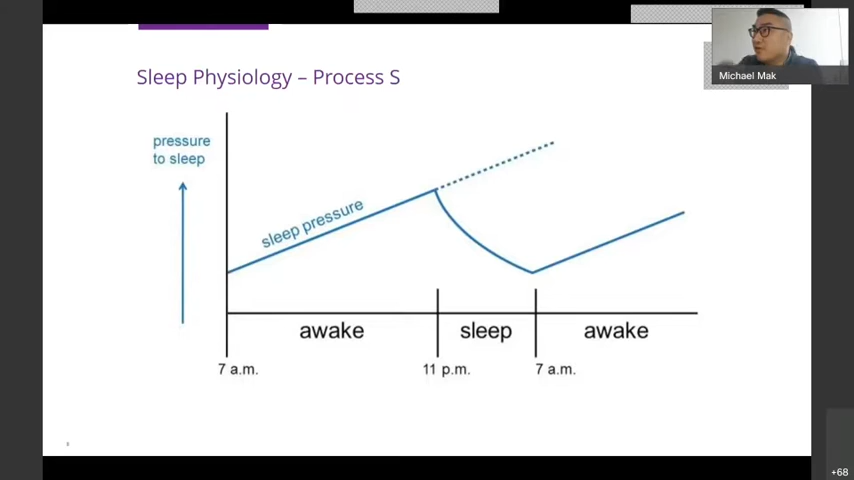 Michael Mak
Sleep Physiology – Process S
pressure
to sleep
sleep pressure
awake
sleep
awake
7 a.m.
11 p.m.
7 a.m.
+68